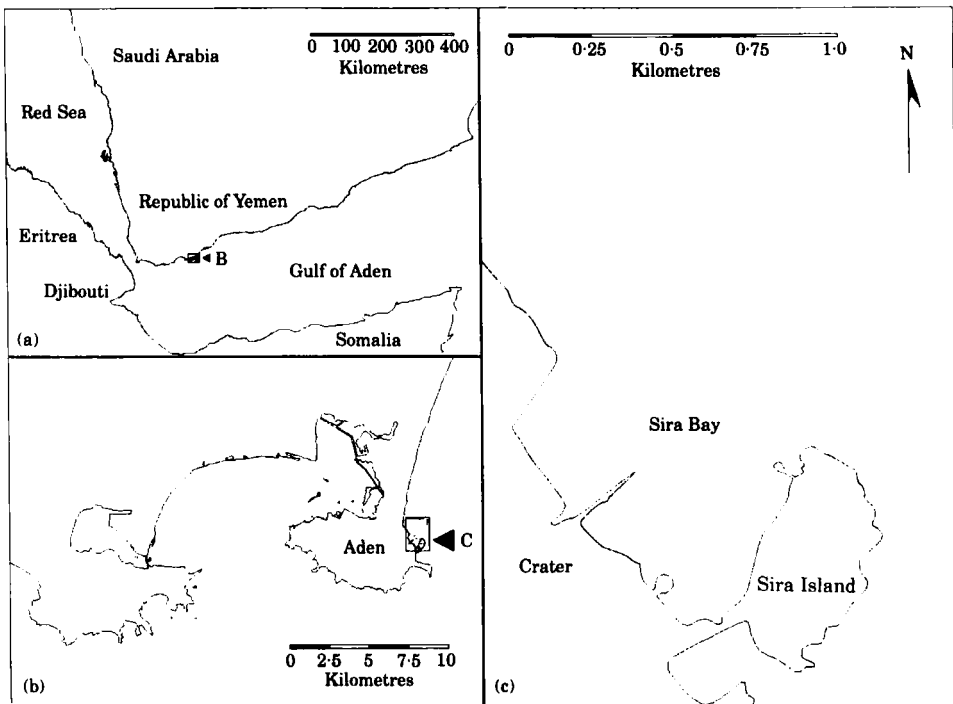 Saudi Arabia
0 100 200 300 400
Kilometres
Red Sea
Republic of Yemen
Eritrea
B
Gulf of Aden
Djibouti
Somalia
(a)
Aden
C
0 2·5 5 7·5 10
Kilometres
(b)
0 0·25 0·5 0·75 1·0
Kilometres
N
Sira Bay
Crater
Sira Island
(c)